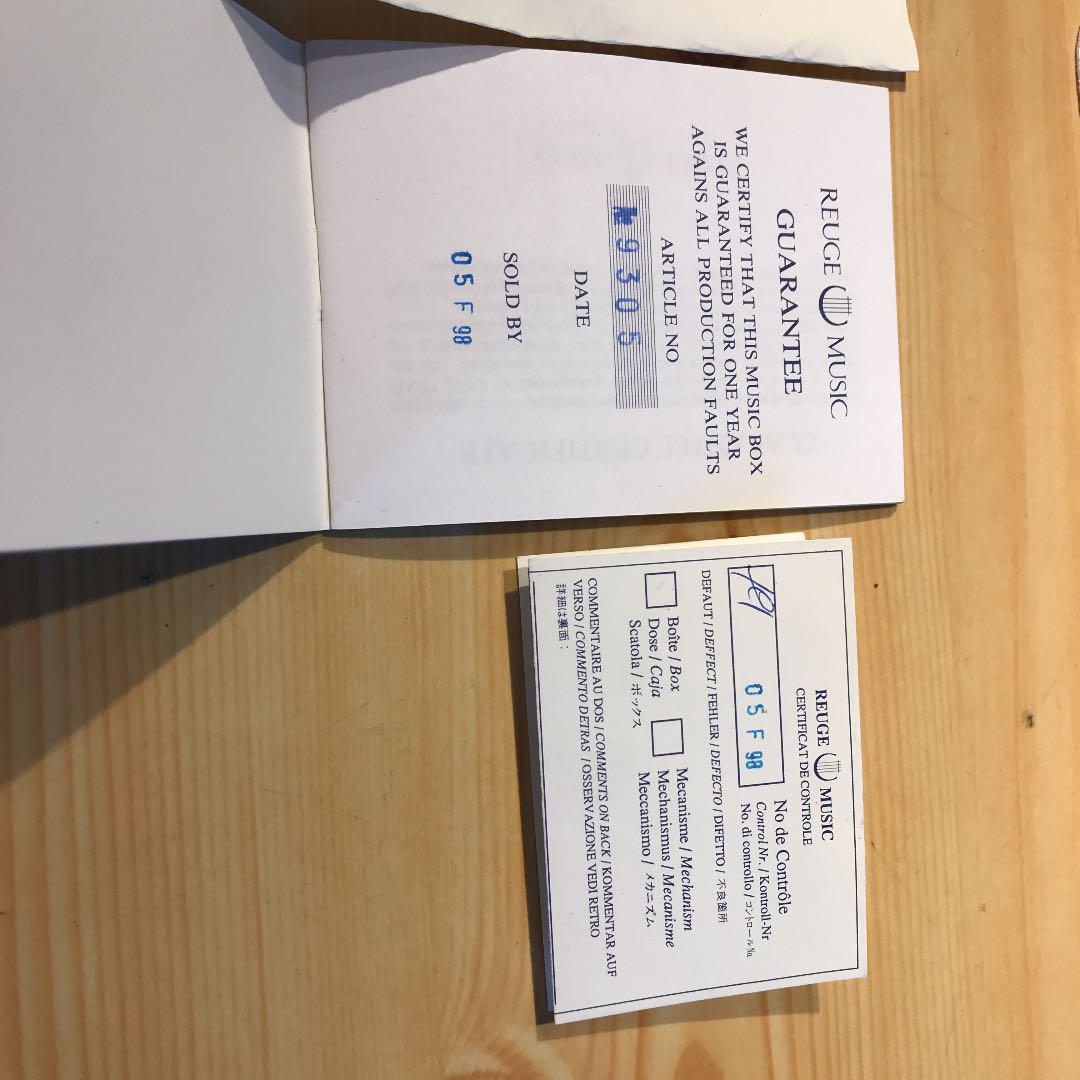 REUGE MUSIC
GUARANTEE
WE CERTIFY THAT THIS MUSIC BOX
IS GUARANTEED FOR ONE YEAR
AGAINS ALL PRODUCTION FAULTS
ARTICLE NO
№ 9305
DATE
SOLD BY
05 F 98
REUGE MUSIC
CERTIFICAT DE CONTROLE
No de Contrôle
Control Nr. / Kontroll-Nr
No. di controllo / コントロールNo.
05 F 98
DEFAUT / DEFFECT / FEHLER / DEFECTO / DIFETTO / 不良箇所
Boîte / Box
Dose / Caja
Scatola / ボックス
Mecanisme / Mechanism
Mechanismus / Mecanisme
Meccanismo / メカニズム
COMMENTAIRE AU DOS / COMMENTS ON BACK / KOMMENTAR AUF
VERSO / COMMENTO DETRAS / OSSERVAZIONE VEDI RETRO
詳細は裏面：